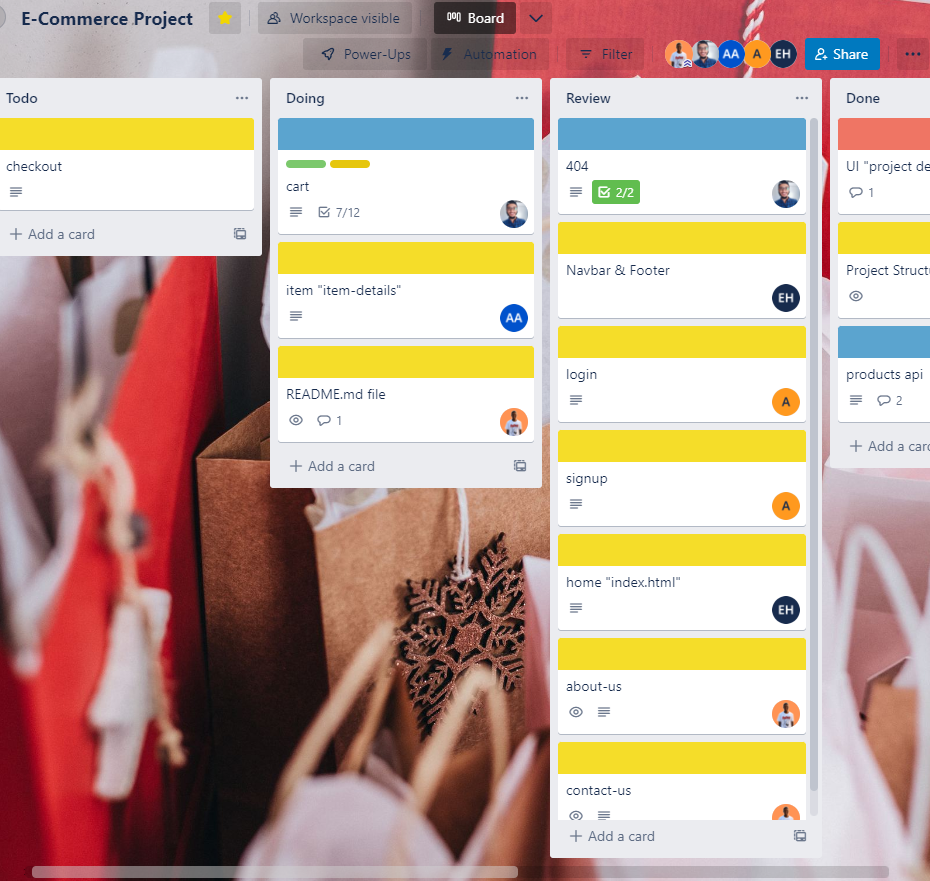 E-Commerce Project
Workspace visible
Board
Power-Ups
Automation
Filter
AA
A
EH
Share
Todo
checkout
Add a card
Doing
cart
7/12
item "item-details"
AA
README.md file
1
Add a card
Review
404
2/2
Navbar & Footer
EH
login
A
signup
A
home "index.html"
EH
about-us
contact-us
Add a card
Done
UI "project de
1
Project Struct
products api
2
Add a card